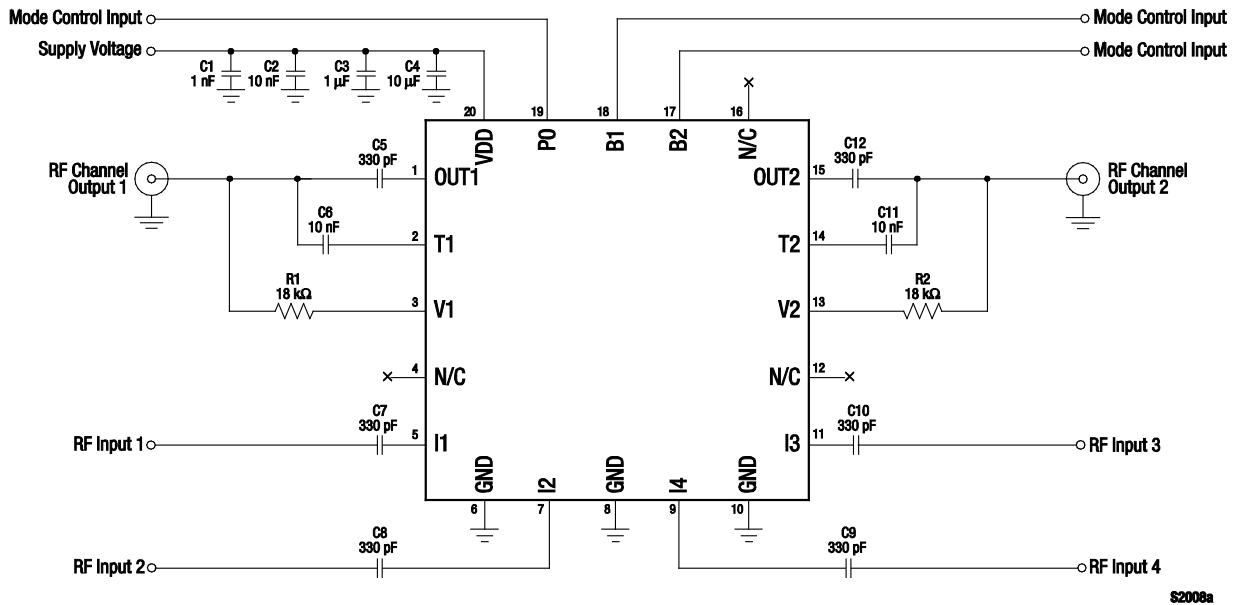 Mode Control Input
Mode Control Input
Supply Voltage
Mode Control Input
C1
1 nF
C2
10 nF
C3
1 µF
C4
10 µF
20
19
18
17
16
VDD
P0
B1
B2
N/C
RF Channel
Output 1
C5
330 pF
1
OUT1
OUT2
15
C12
330 pF
RF Channel
Output 2
C6
10 nF
2
T1
T2
14
C11
10 nF
R1
18 kΩ
3
V1
V2
13
R2
18 kΩ
4
N/C
N/C
12
RF Input 1
C7
330 pF
5
I1
I3
11
C10
330 pF
RF Input 3
GND
I2
GND
I4
GND
6
7
8
9
10
RF Input 2
C8
330 pF
C9
330 pF
RF Input 4
S2008a